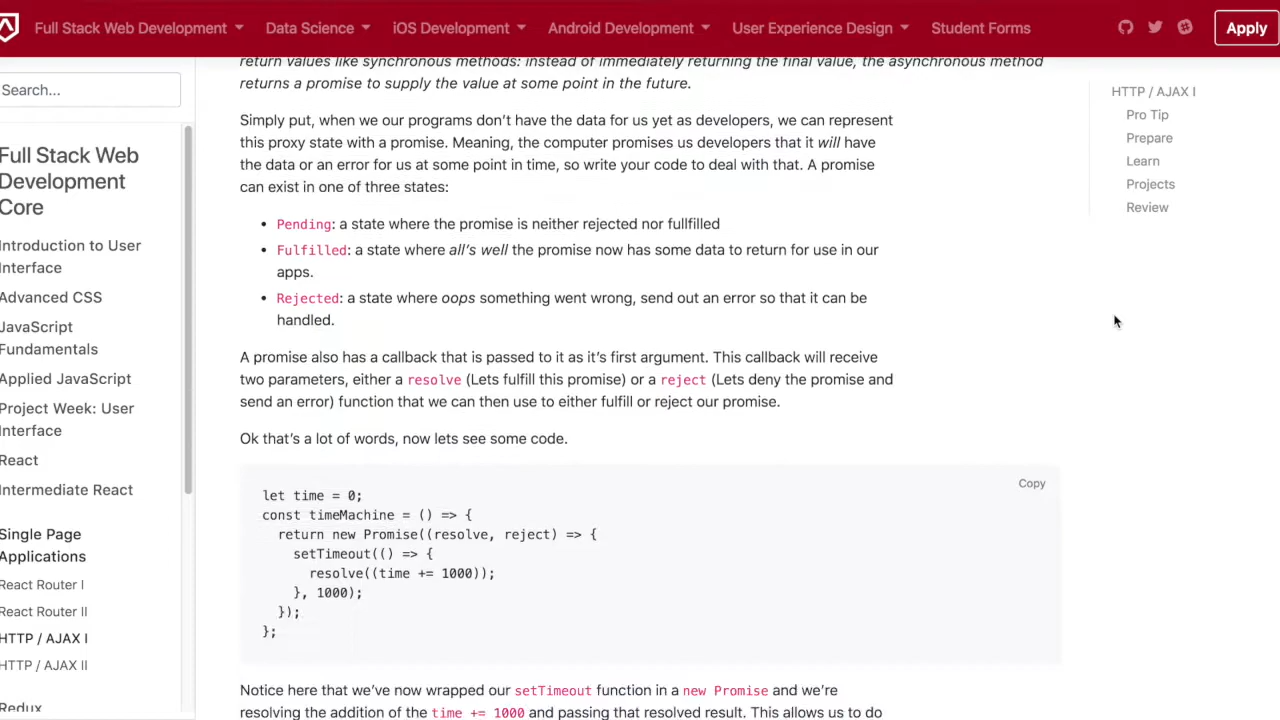 Full Stack Web Development Data Science iOS Development Android Development User Experience Design Student Forms Apply
Search...
Full Stack Web
Development
Core
Introduction to User
Interface
Advanced CSS
JavaScript
Fundamentals
Applied JavaScript
Project Week: User
Interface
React
Intermediate React
Single Page
Applications
React Router I
React Router II
HTTP / AJAX I
HTTP / AJAX II
Redux
return values like synchronous methods: instead of immediately returning the final value, the asynchronous method
returns a promise to supply the value at some point in the future.
Simply put, when we our programs don’t have the data for us yet as developers, we can represent
this proxy state with a promise. Meaning, the computer promises us developers that it will have
the data or an error for us at some point in time, so write your code to deal with that. A promise
can exist in one of three states:
• Pending: a state where the promise is neither rejected nor fullfilled
• Fulfilled: a state where all’s well the promise now has some data to return for use in our
apps.
• Rejected: a state where oops something went wrong, send out an error so that it can be
handled.
A promise also has a callback that is passed to it as it’s first argument. This callback will receive
two parameters, either a resolve (Lets fulfill this promise) or a reject (Lets deny the promise and
send an error) function that we can then use to either fulfill or reject our promise.
Ok that’s a lot of words, now lets see some code.
Copy
let time = 0;
const timeMachine = () => {
  return new Promise((resolve, reject) => {
    setTimeout(() => {
      resolve((time += 1000));
    }, 1000);
  });
};
Notice here that we’ve now wrapped our setTimeout function in a new Promise and we’re
resolving the addition of the time += 1000 and passing that resolved result. This allows us to do
HTTP / AJAX I
Pro Tip
Prepare
Learn
Projects
Review